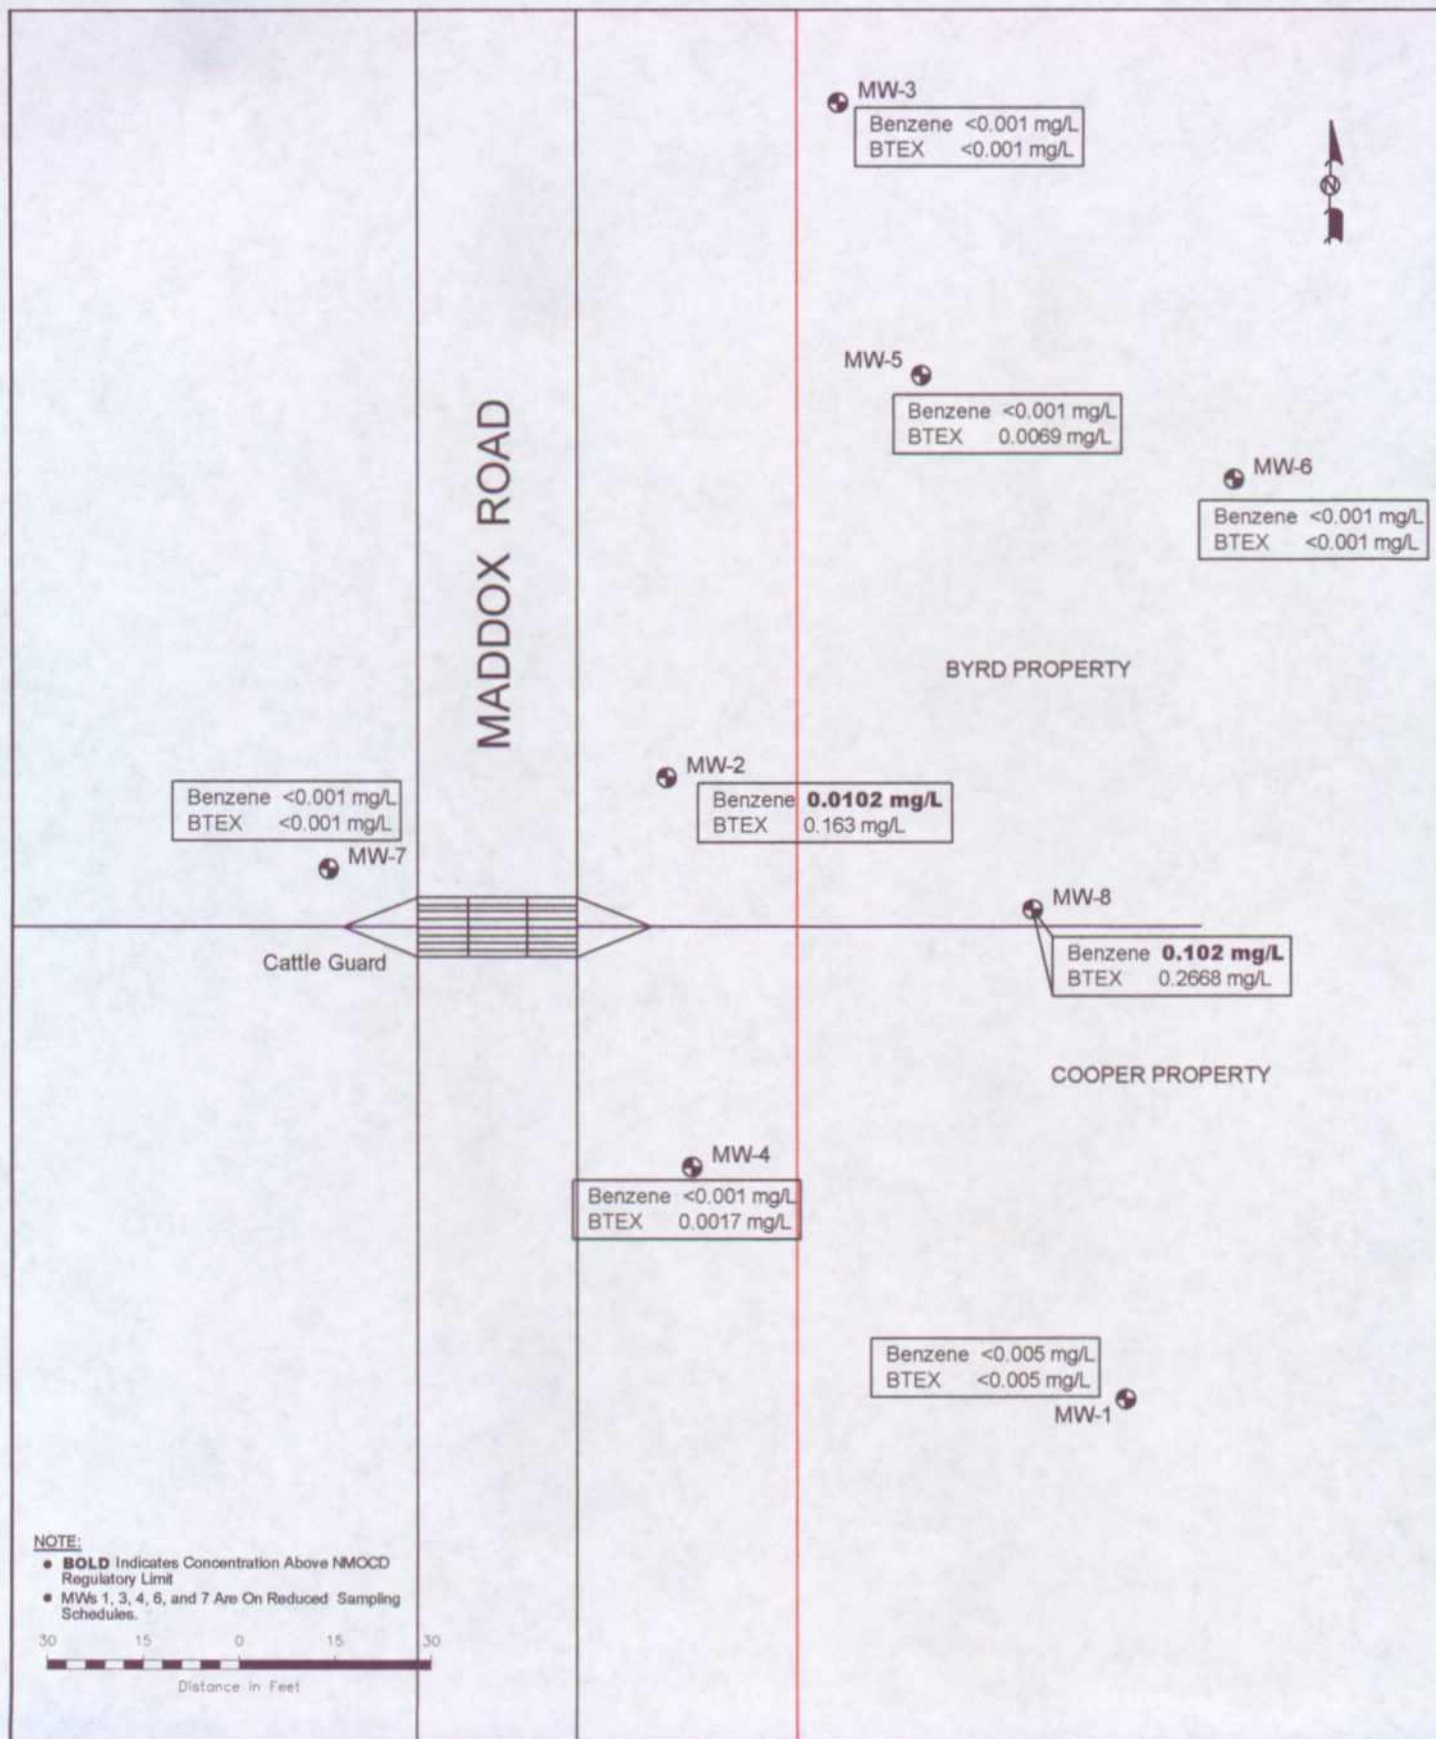 MW-3
Benzene <0.001 mg/L
BTEX <0.001 mg/L
N
MW-5
Benzene <0.001 mg/L
BTEX 0.0069 mg/L
MW-6
Benzene <0.001 mg/L
BTEX <0.001 mg/L
MADDOX ROAD
BYRD PROPERTY
MW-2
Benzene 0.0102 mg/L
BTEX 0.163 mg/L
Benzene <0.001 mg/L
BTEX <0.001 mg/L
MW-7
MW-8
Benzene 0.102 mg/L
BTEX 0.2668 mg/L
Cattle Guard
COOPER PROPERTY
MW-4
Benzene <0.001 mg/L
BTEX 0.0017 mg/L
Benzene <0.005 mg/L
BTEX <0.005 mg/L
MW-1
NOTE:
● BOLD Indicates Concentration Above NMOCD
Regulatory Limit
● MWs 1, 3, 4, 6, and 7 Are On Reduced Sampling
Schedules.
30 15 0 15 30
Distance in Feet